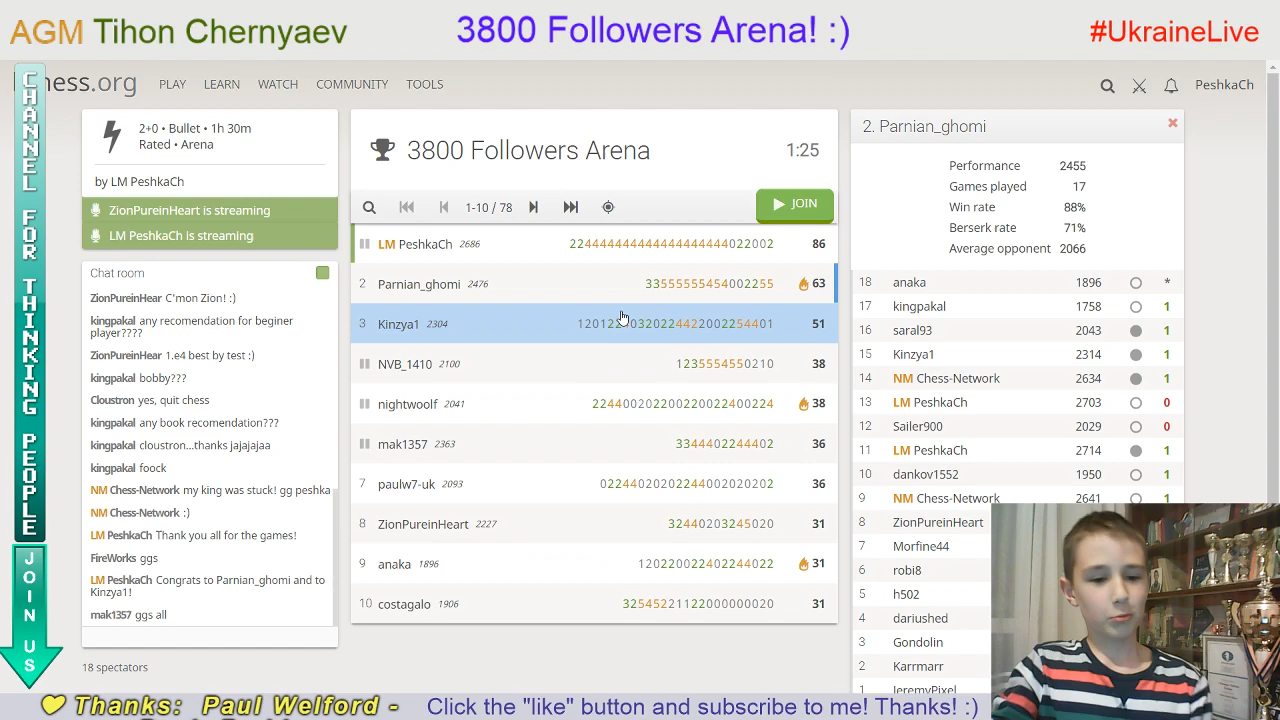 AGM Tihon Chernyaev
3800 Followers Arena! :)
#UkraineLive
CHANNEL FOR THINKING PEOPLE
JOIN US
hess.org
PLAY
LEARN
WATCH
COMMUNITY
TOOLS
PeshkaCh
2+0 • Bullet • 1h 30m
Rated • Arena
by LM PeshkaCh
ZionPureinHeart is streaming
LM PeshkaCh is streaming
Chat room
ZionPureinHear C'mon Zion! :)
kingpakal any recomendation for beginer
player????
ZionPureinHear 1.e4 best by test :)
kingpakal bobby???
Cloustron yes, quit chess
kingpakal any book recomendation???
kingpakal cloustron...thanks jajajajaa
kingpakal foock
NM Chess-Network my king was stuck! gg peshka
NM Chess-Network :)
LM PeshkaCh Thank you all for the games!
FireWorks ggs
LM PeshkaCh Congrats to Parnian_ghomi and to
Kinzya1!
mak1357 ggs all
18 spectators
3800 Followers Arena 1:25
1-10 / 78
JOIN
LM PeshkaCh 2686 86
2 Parnian_ghomi 2476 33555555454002255 63
3 Kinzya1 2304 51
NVB_1410 2100 1235554550210 38
nightwoolf 2041 224400202200220022400224 38
mak1357 2363 3344402244402 36
7 paulw7-uk 2093 02244020202244002020220 36
8 ZionPureinHeart 2227 32440203245020 31
9 anaka 1896 120220022402244022 31
10 costagalo 1906 32545221122000000020 31
2. Parnian_ghomi
Performance 2455
Games played 17
Win rate 88%
Berserk rate 71%
Average opponent 2066
18 anaka 1896 *
17 kingpakal 1758 1
16 saral93 2043 1
15 Kinzya1 2314 1
14 NM Chess-Network 2634 1
13 LM PeshkaCh 2703 0
12 Sailer900 2029 0
11 LM PeshkaCh 2714 1
10 dankov1552 1950 1
9 NM Chess-Network 2641 1
8 ZionPureinHeart
7 Morfine44
6 robi8
5 h502
4 dariushed
3 Gondolin
2 Karrmarr
1 JeremyPixel
Thanks: Paul Welford -
Click the "like" button and subscribe to me! Thanks! :)